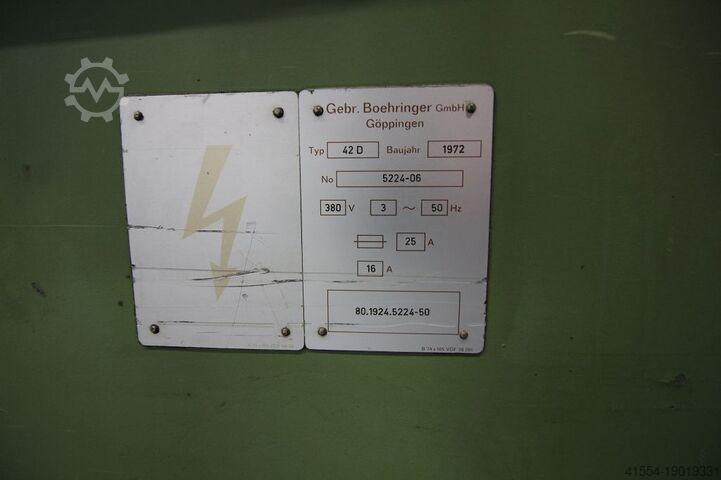 Gebr. Boehringer GmbH
Göppingen
Typ 42 D Baujahr 1972
No 5224-06
380 V 3 ~ 50 Hz
25 A
16 A
80.1924.5224-50
41554-19019331